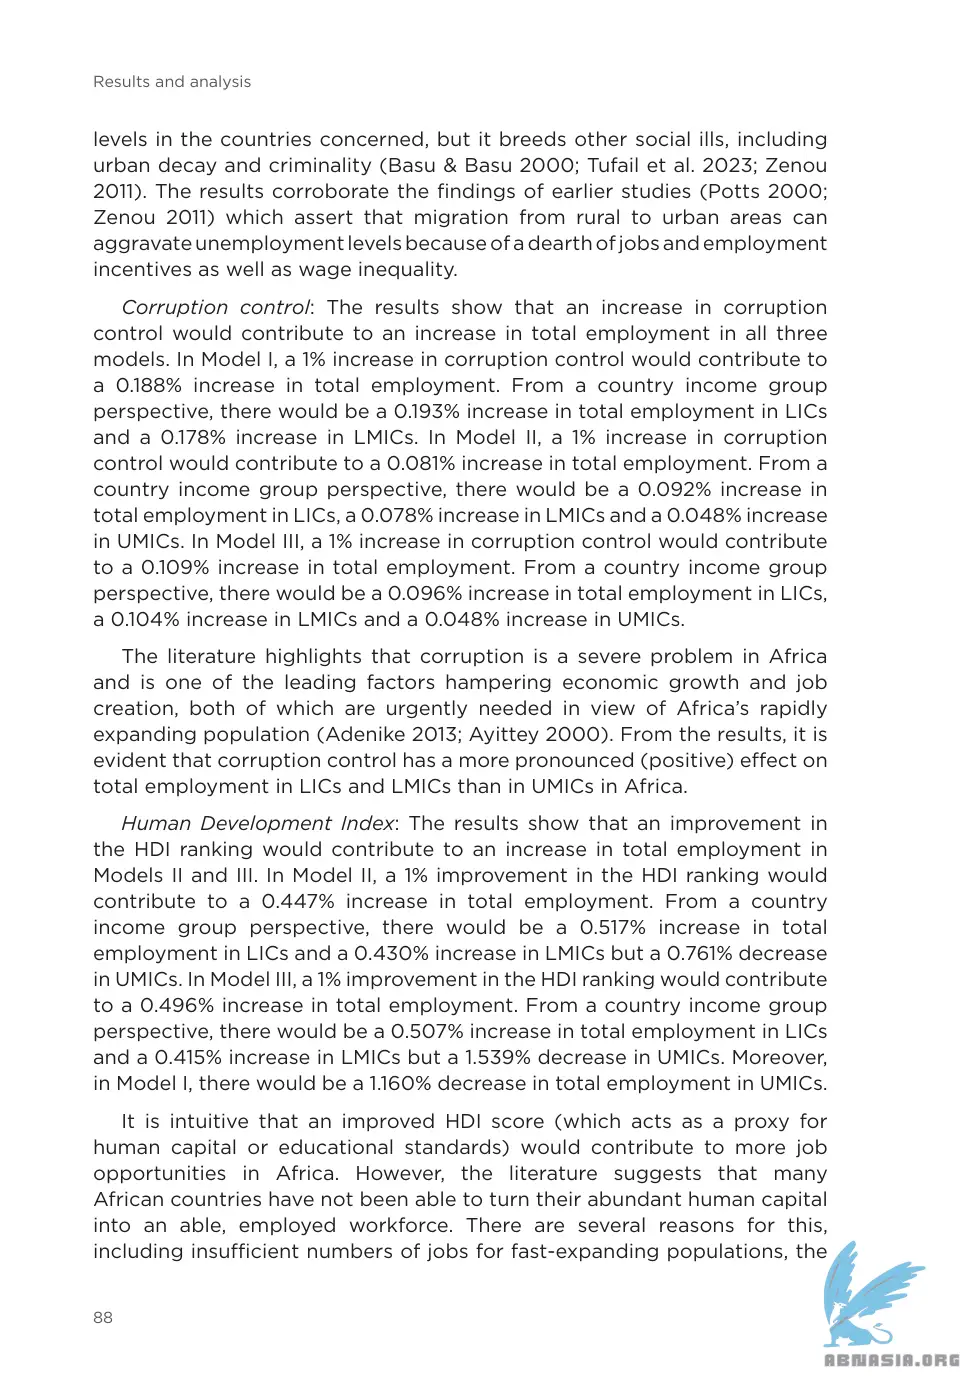 Results and analysis
levels in the countries concerned, but it breeds other social ills, including
urban decay and criminality (Basu & Basu 2000; Tufail et al. 2023; Zenou
2011). The results corroborate the findings of earlier studies (Potts 2000;
Zenou 2011) which assert that migration from rural to urban areas can
aggravate unemployment levels because of a dearth of jobs and employment
incentives as well as wage inequality.
Corruption control: The results show that an increase in corruption
control would contribute to an increase in total employment in all three
models. In Model I, a 1% increase in corruption control would contribute to
a 0.188% increase in total employment. From a country income group
perspective, there would be a 0.193% increase in total employment in LICs
and a 0.178% increase in LMICs. In Model II, a 1% increase in corruption
control would contribute to a 0.081% increase in total employment. From a
country income group perspective, there would be a 0.092% increase in
total employment in LICs, a 0.078% increase in LMICs and a 0.048% increase
in UMICs. In Model III, a 1% increase in corruption control would contribute
to a 0.109% increase in total employment. From a country income group
perspective, there would be a 0.096% increase in total employment in LICs,
a 0.104% increase in LMICs and a 0.048% increase in UMICs.
The literature highlights that corruption is a severe problem in Africa
and is one of the leading factors hampering economic growth and job
creation, both of which are urgently needed in view of Africa’s rapidly
expanding population (Adenike 2013; Ayittey 2000). From the results, it is
evident that corruption control has a more pronounced (positive) effect on
total employment in LICs and LMICs than in UMICs in Africa.
Human Development Index: The results show that an improvement in
the HDI ranking would contribute to an increase in total employment in
Models II and III. In Model II, a 1% improvement in the HDI ranking would
contribute to a 0.447% increase in total employment. From a country
income group perspective, there would be a 0.517% increase in total
employment in LICs and a 0.430% increase in LMICs but a 0.761% decrease
in UMICs. In Model III, a 1% improvement in the HDI ranking would contribute
to a 0.496% increase in total employment. From a country income group
perspective, there would be a 0.507% increase in total employment in LICs
and a 0.415% increase in LMICs but a 1.539% decrease in UMICs. Moreover,
in Model I, there would be a 1.160% decrease in total employment in UMICs.
It is intuitive that an improved HDI score (which acts as a proxy for
human capital or educational standards) would contribute to more job
opportunities in Africa. However, the literature suggests that many
African countries have not been able to turn their abundant human capital
into an able, employed workforce. There are several reasons for this,
including insufficient numbers of jobs for fast-expanding populations, the
88
ABNASIA.ORG